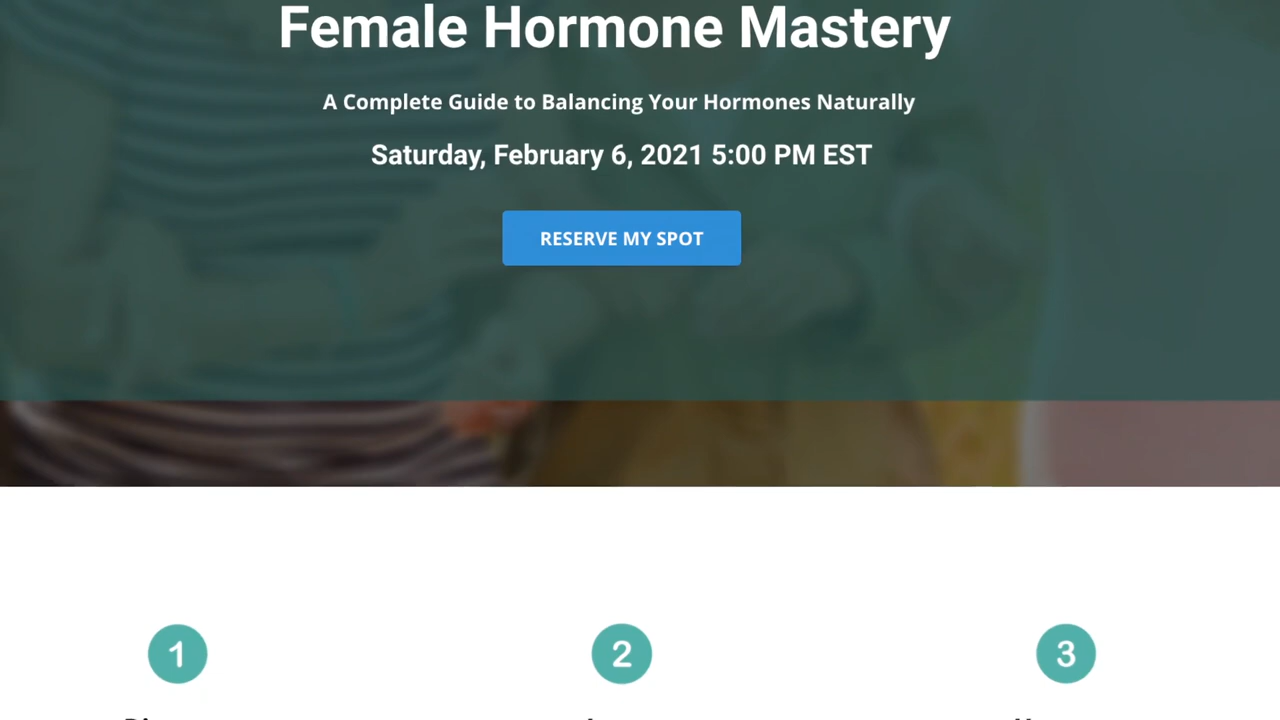 Female Hormone Mastery
A Complete Guide to Balancing Your Hormones Naturally
Saturday, February 6, 2021 5:00 PM EST
RESERVE MY SPOT
1
2
3